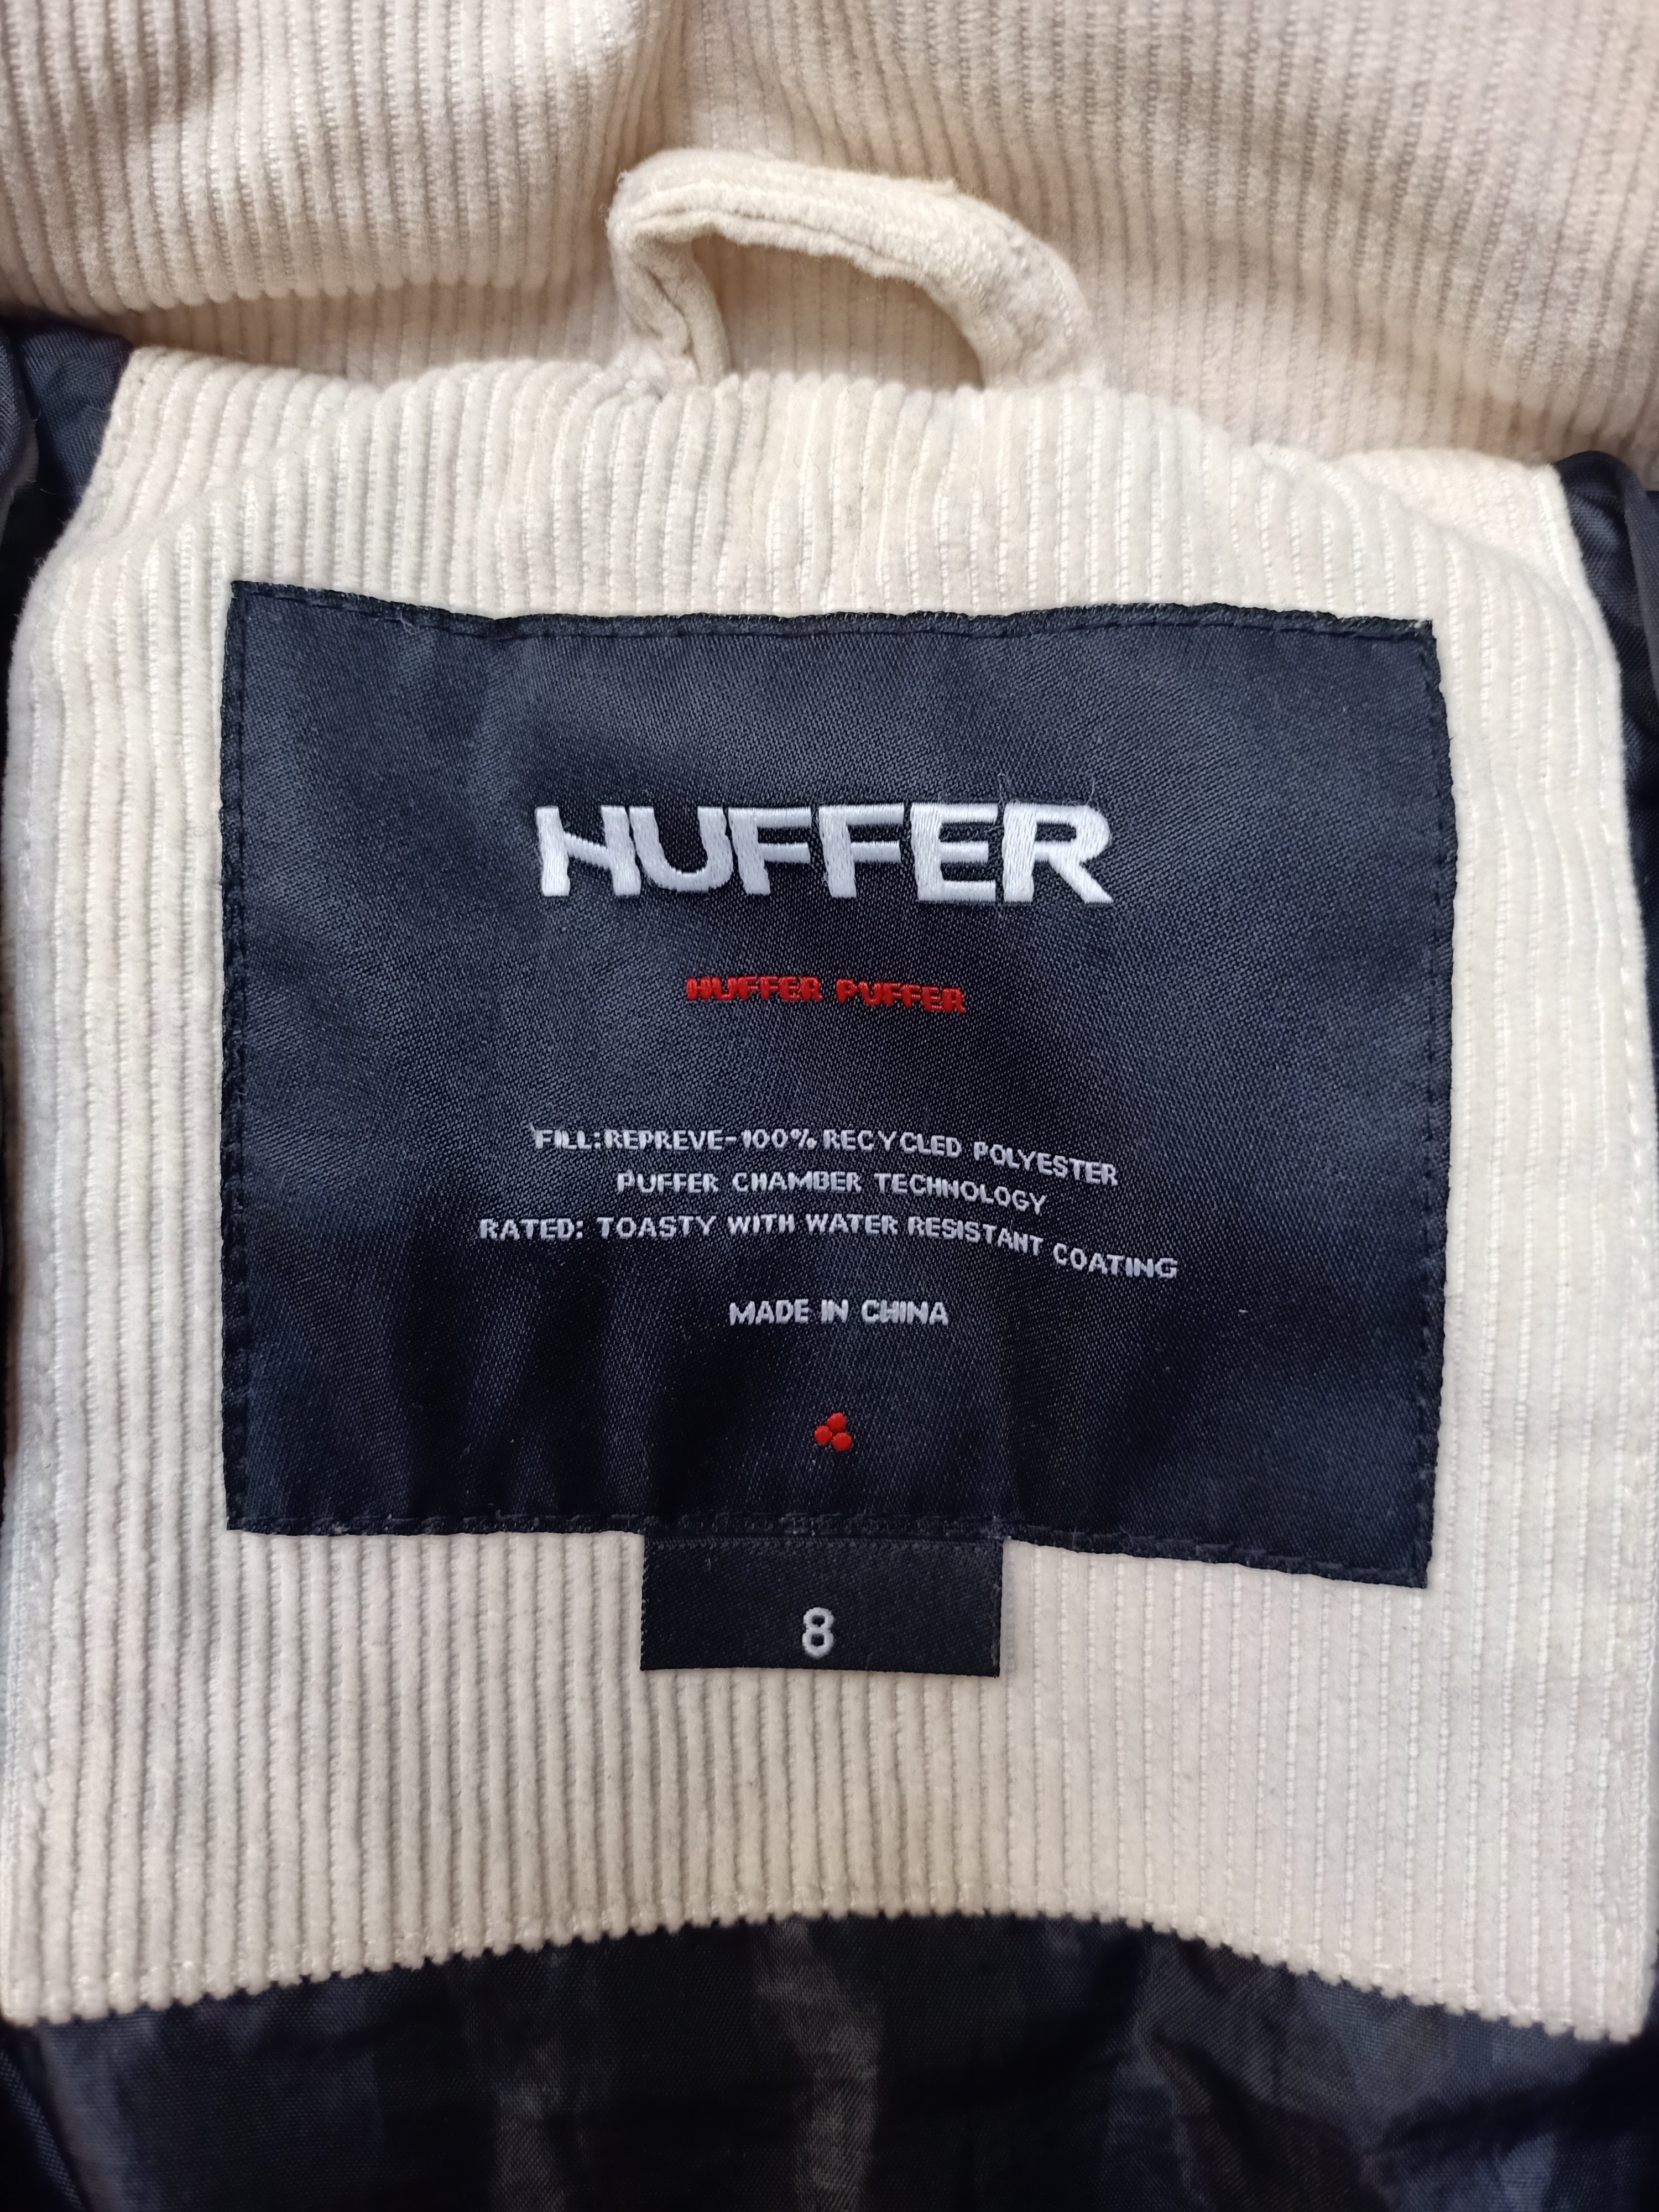 HUFFER
HUFFER PUFFER
FILL:REPREVE-100% RECYCLED POLYESTER
PUFFER CHAMBER TECHNOLOGY
RATED: TOASTY WITH WATER RESISTANT COATING
MADE IN CHINA
8